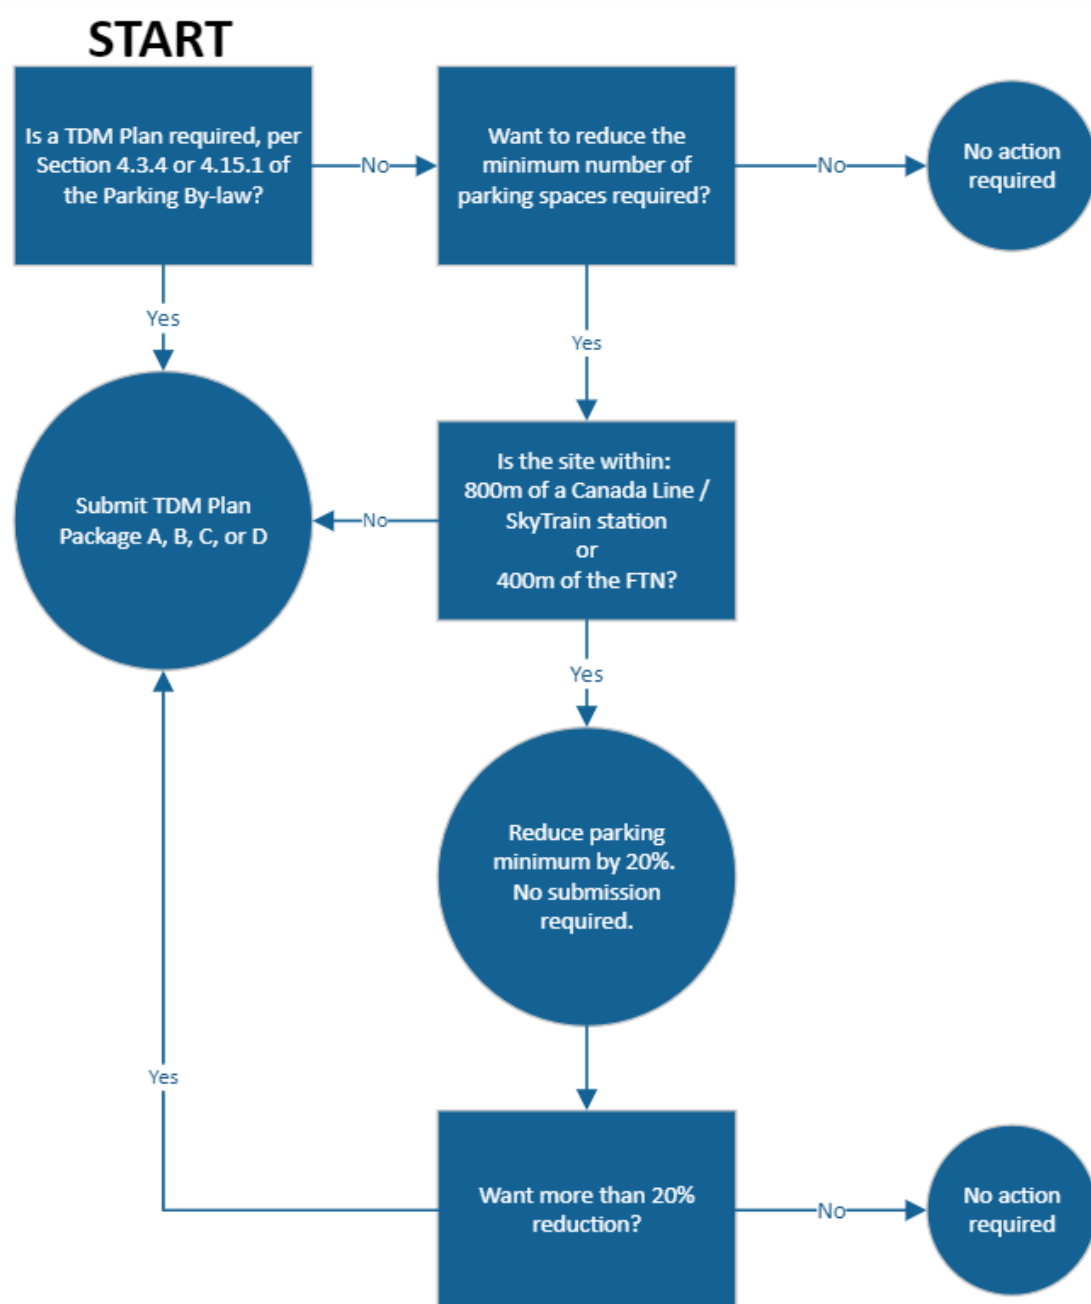 START
Is a TDM Plan required, per
Section 4.3.4 or 4.15.1 of
the Parking By-law?
No
Want to reduce the
minimum number of
parking spaces required?
No
No action
required
Yes
Yes
Submit TDM Plan
Package A, B, C, or D
No
Is the site within:
800m of a Canada Line /
SkyTrain station
or
400m of the FTN?
Yes
Reduce parking
minimum by 20%.
No submission
required.
Yes
Want more than 20%
reduction?
No
No action
required